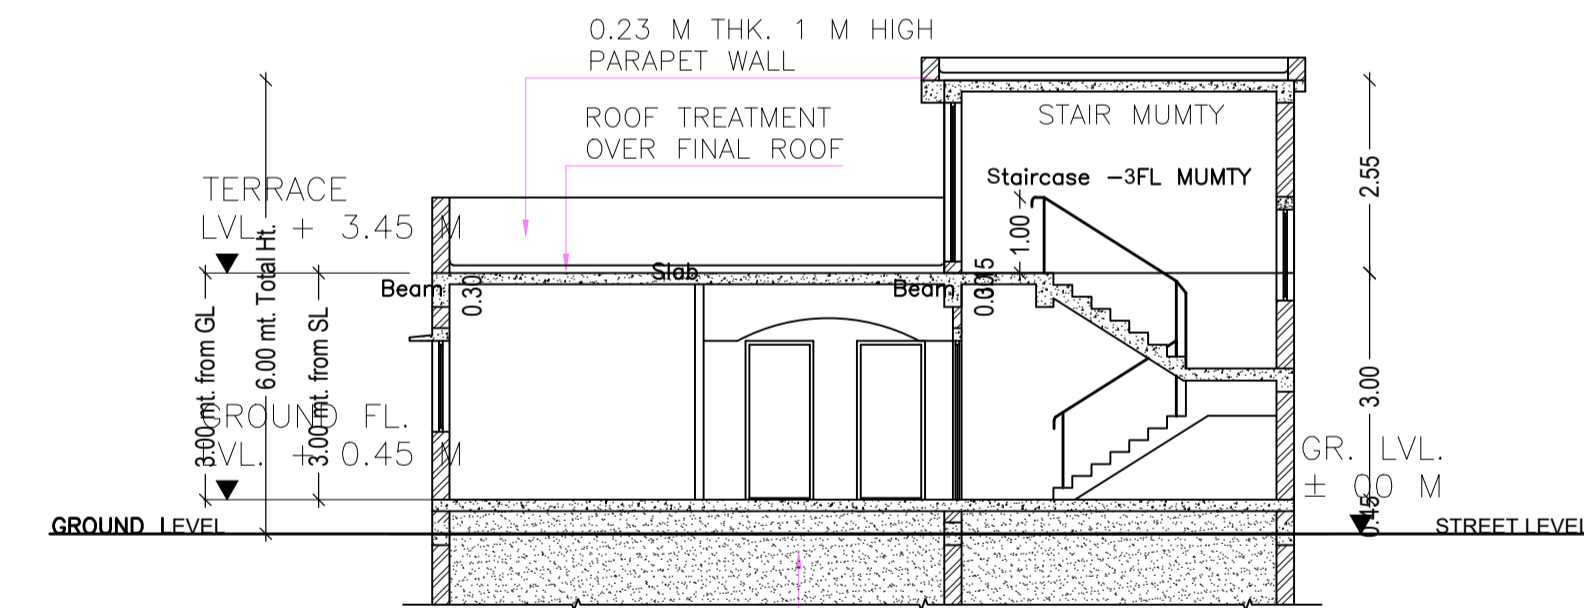 0.23 M THK. 1 M HIGH
PARAPET WALL
ROOF TREATMENT
OVER FINAL ROOF
STAIR MUMTY
Staircase -3FL MUMTY
TERRACE
LVL. + 3.45 M
6.00 mt. Total Ht.
3.00 mt. from GL
3.00 mt. from SL
Beam
0.30
Slab
Beam
1.00
2.55
3.00
GROUND FL.
LVL. + 0.45 M
GR. LVL.
± 00 M
0.45
GROUND LEVEL
STREET LEVEL